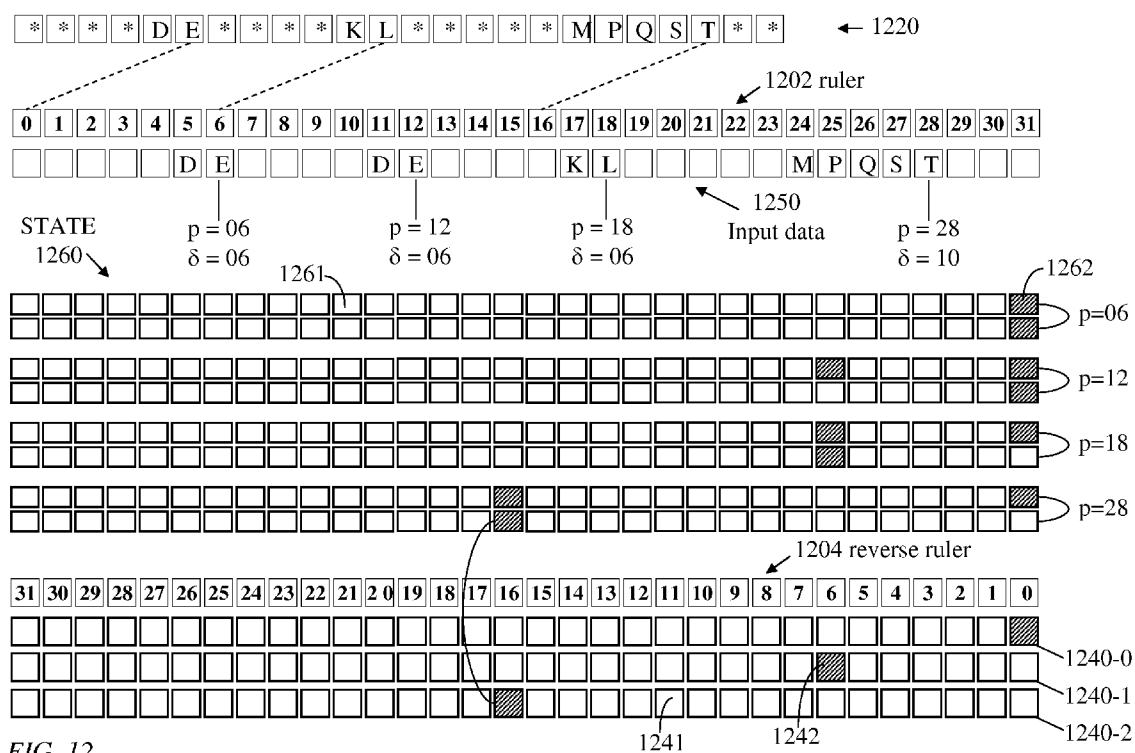 * * * * D E * * * * K L * * * * * M P Q S T * * 1220
1202 ruler
0 1 2 3 4 5 6 7 8 9 10 11 12 13 14 15 16 17 18 19 20 21 22 23 24 25 26 27 28 29 30 31
D E D E K L M P Q S T
1250
Input data
STATE
1260
p = 06
δ = 06
p = 12
δ = 06
p = 18
δ = 06
p = 28
δ = 10
1261
1262
p=06
p=12
p=18
p=28
1204 reverse ruler
31 30 29 28 27 26 25 24 23 22 21 2 0 19 18 17 16 15 14 13 12 11 10 9 8 7 6 5 4 3 2 1 0
1240-0
1240-1
1240-2
1241
1242
FIG. 12